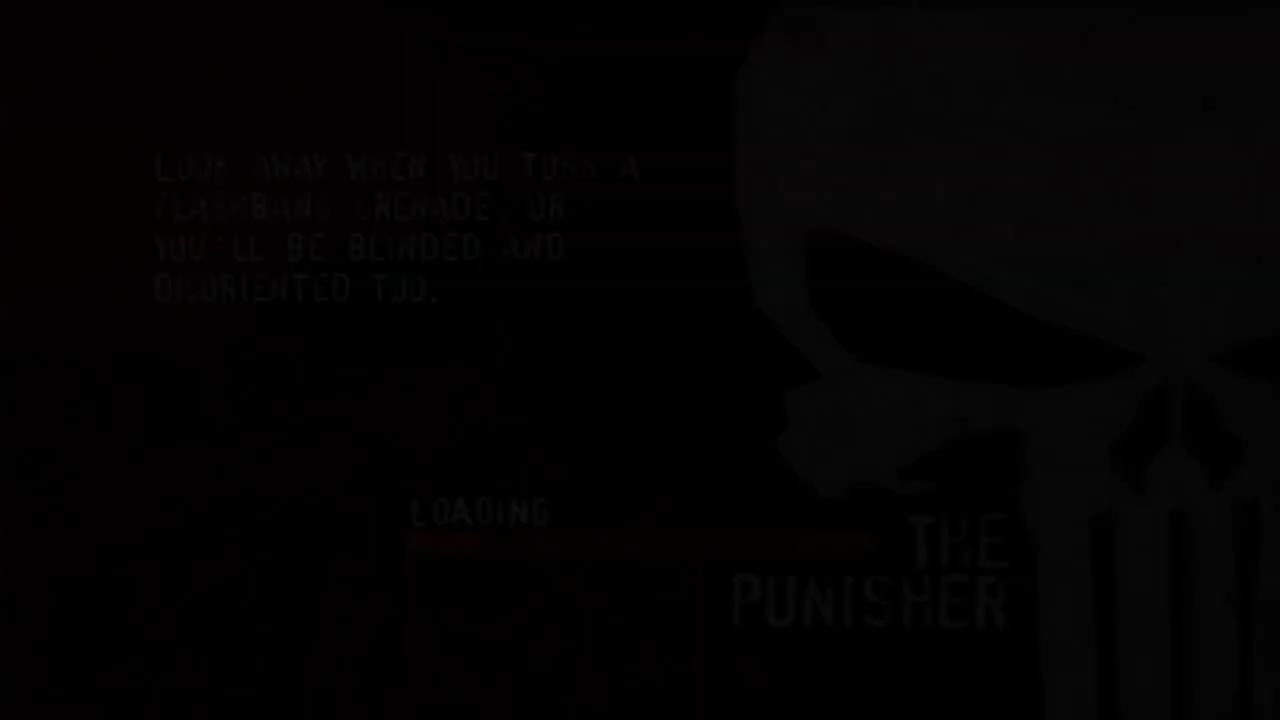 LOOK AWAY WHEN YOU TOSS A
FLASHBANG GRENADE, OR
YOU'LL BE BLINDED AND
DISORIENTED TOO.
LOADING
THE
PUNISHER